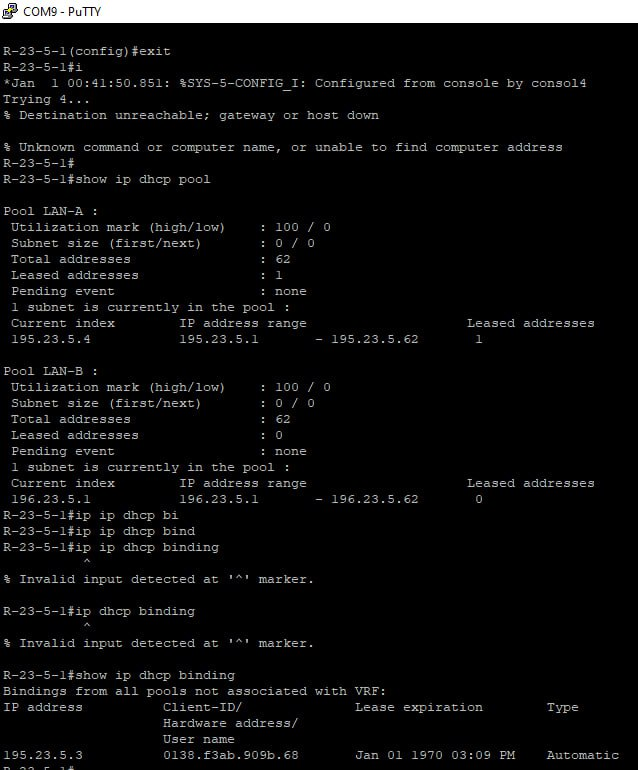 COM9 - PuTTY
R-23-5-1(config)#exit
R-23-5-1#i
*Jan  1 00:41:50.851: %SYS-5-CONFIG_I: Configured from console by consol4
Trying 4...
% Destination unreachable; gateway or host down
% Unknown command or computer name, or unable to find computer address
R-23-5-1#
R-23-5-1#show ip dhcp pool
Pool LAN-A :
 Utilization mark (high/low)    : 100 / 0
 Subnet size (first/next)       : 0 / 0
 Total addresses                : 62
 Leased addresses               : 1
 Pending event                  : none
 1 subnet is currently in the pool :
 Current index        IP address range                    Leased addresses
 195.23.5.4           195.23.5.1       - 195.23.5.62       1
Pool LAN-B :
 Utilization mark (high/low)    : 100 / 0
 Subnet size (first/next)       : 0 / 0
 Total addresses                : 62
 Leased addresses               : 0
 Pending event                  : none
 1 subnet is currently in the pool :
 Current index        IP address range                    Leased addresses
 196.23.5.1           196.23.5.1       - 196.23.5.62       0
R-23-5-1#ip ip dhcp bi
R-23-5-1#ip ip dhcp bind
R-23-5-1#ip ip dhcp binding
          ^
% Invalid input detected at '^' marker.
R-23-5-1#ip dhcp binding
          ^
% Invalid input detected at '^' marker.
R-23-5-1#show ip dhcp binding
Bindings from all pools not associated with VRF:
IP address          Client-ID/              Lease expiration        Type
                    Hardware address/
                    User name
195.23.5.3          0138.f3ab.909b.68       Jan 01 1970 03:09 PM    Automatic
R-23-5-1#